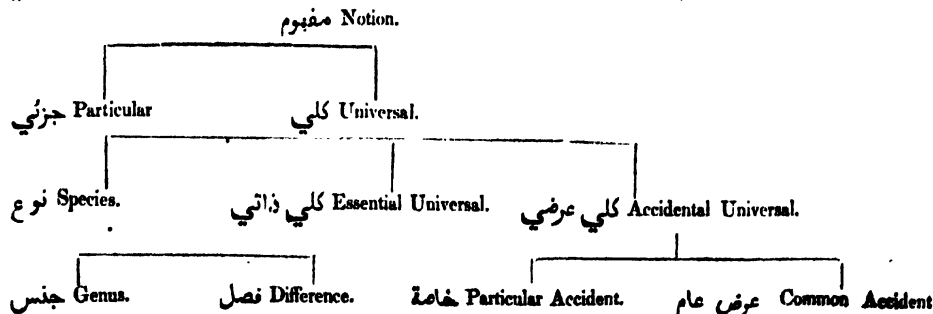 مفهوم Notion.
جزئي Particular كلي Universal.
نوع Species. كلي ذاتي Essential Universal. كلي عرضي Accidental Universal.
جنس Genus. فصل Difference. خاصة Particular Accident. عرض عام Common Accident